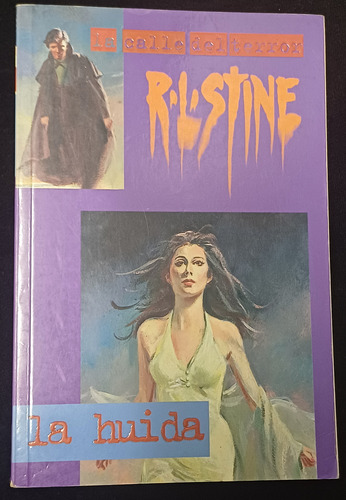 la calle del terror
R.L.STINE
la huida